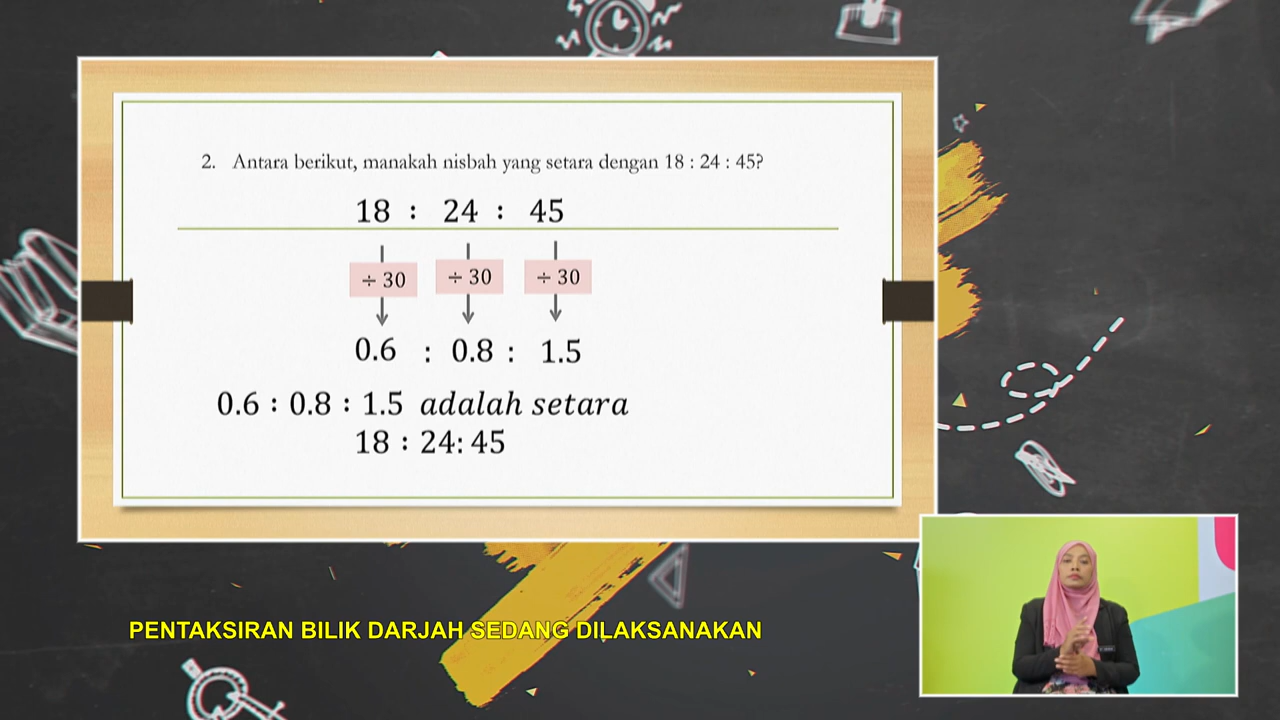 2. Antara berikut, manakah nisbah yang setara dengan 18 : 24 : 45?
18 : 24 : 45
÷ 30 ÷ 30 ÷ 30
0.6 : 0.8 : 1.5
0.6 : 0.8 : 1.5 adalah setara
18 : 24: 45
PENTAKSIRAN BILIK DARJAH SEDANG DILAKSANAKAN